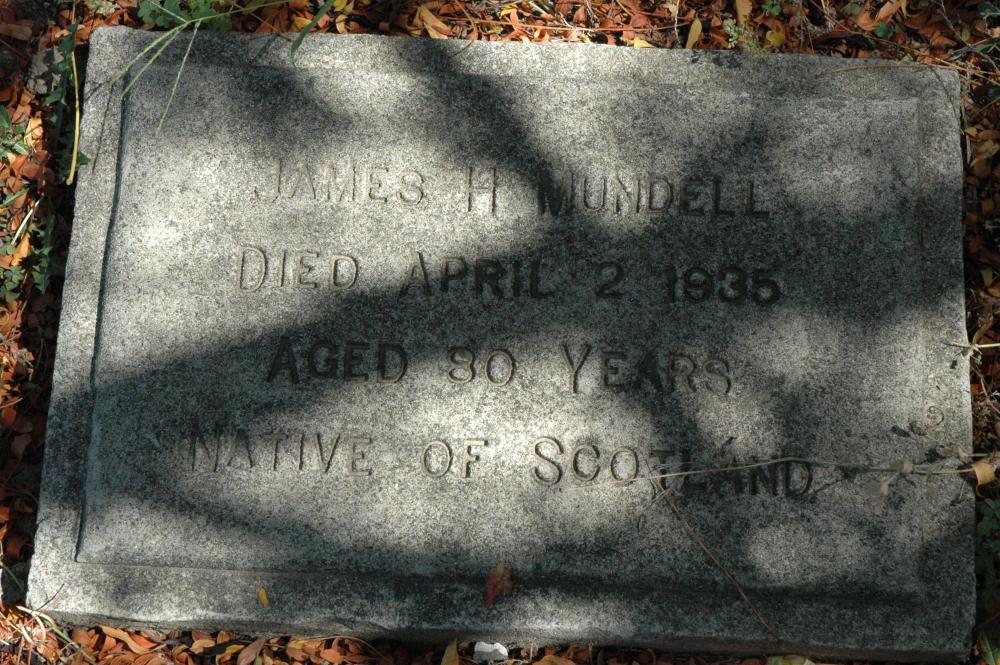 JAMES H MUNDELL
DIED APRIL 2 1935
AGED 80 YEARS
NATIVE OF SCOTLAND